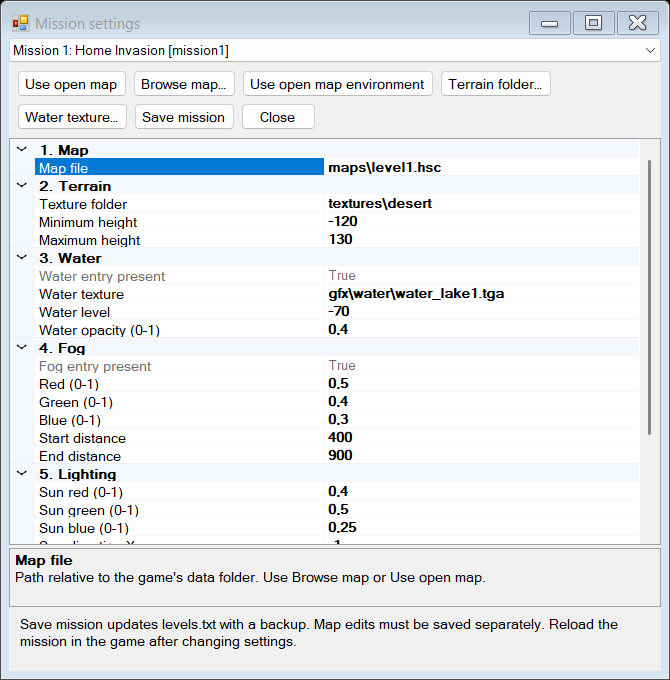 Mission settings
Mission 1: Home Invasion [mission1]
Use open map Browse map... Use open map environment Terrain folder...
Water texture... Save mission Close
1. Map
Map file maps\level1.hsc
2. Terrain
Texture folder textures\desert
Minimum height -120
Maximum height 130
3. Water
Water entry present True
Water texture gfx\water\water_lake1.tga
Water level -70
Water opacity (0-1) 0.4
4. Fog
Fog entry present True
Red (0-1) 0.5
Green (0-1) 0.4
Blue (0-1) 0.3
Start distance 400
End distance 900
5. Lighting
Sun red (0-1) 0.4
Sun green (0-1) 0.5
Sun blue (0-1) 0.25
Map file
Path relative to the game's data folder. Use Browse map or Use open map.
Save mission updates levels.txt with a backup. Map edits must be saved separately. Reload the
mission in the game after changing settings.